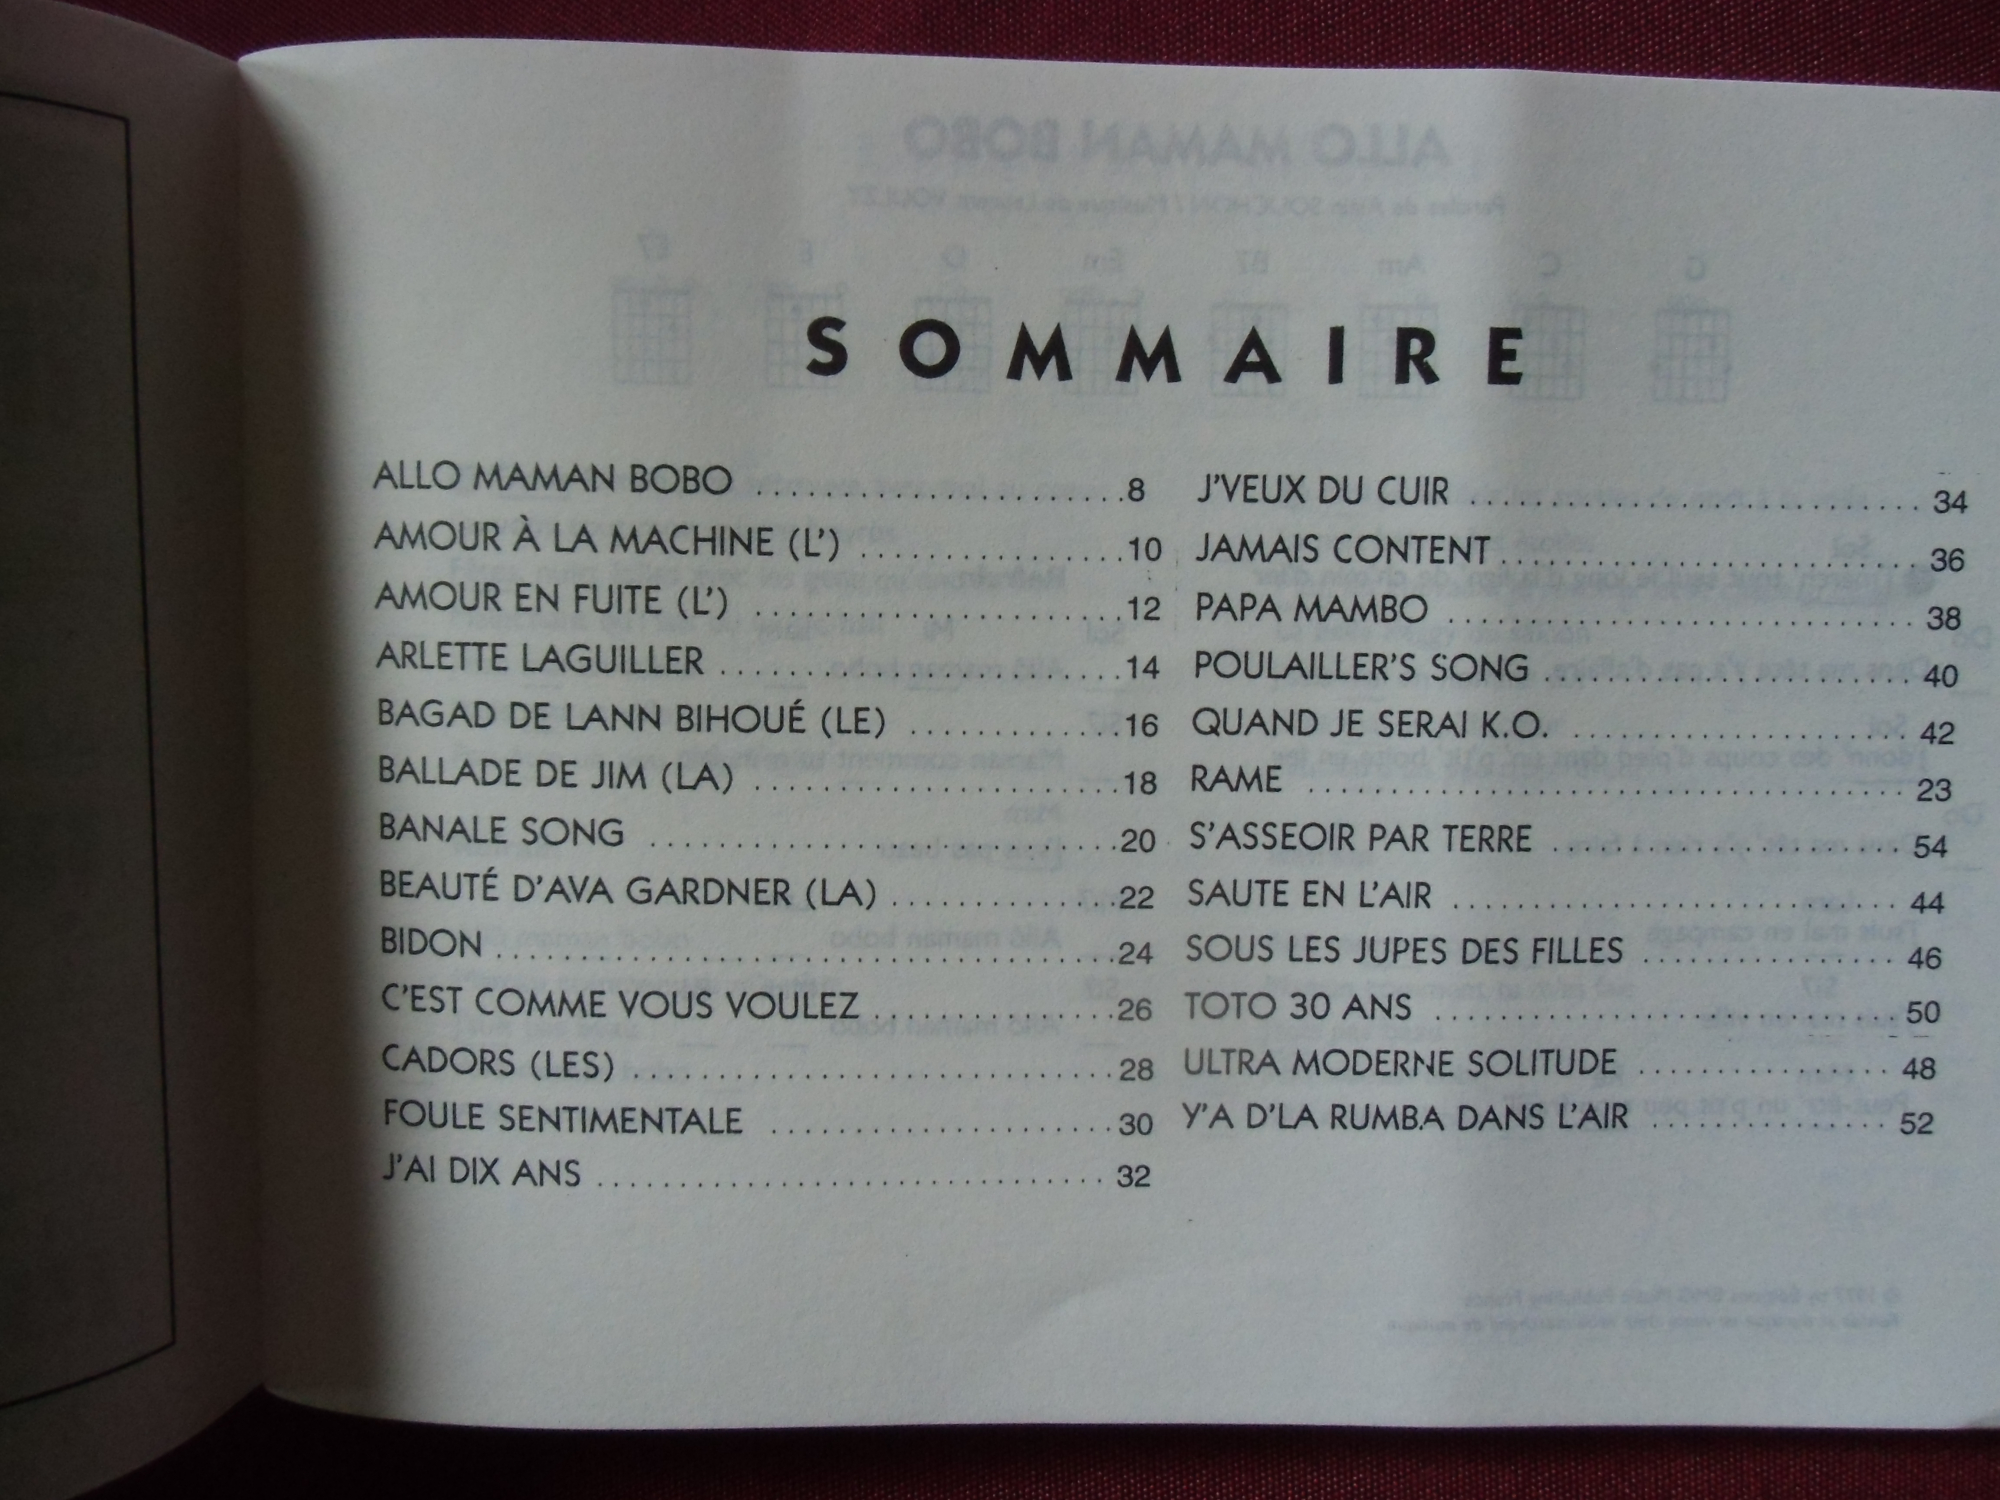 SOMMAIRE
ALLO MAMAN BOBO ........................ 8
AMOUR À LA MACHINE (L') ................. 10
AMOUR EN FUITE (L') ........................ 12
ARLETTE LAGUILLER .......................... 14
BAGAD DE LANN BIHOUÉ (LE) ............. 16
BALLADE DE JIM (LA) ........................ 18
BANALE SONG ............................... 20
BEAUTÉ D'AVA GARDNER (LA) ............... 22
BIDON ........................................ 24
C'EST COMME VOUS VOULEZ ................ 26
CADORS (LES) ................................ 28
FOULE SENTIMENTALE ........................ 30
J'AI DIX ANS .................................. 32
J'VEUX DU CUIR ............................. 34
JAMAIS CONTENT ............................ 36
PAPA MAMBO ................................ 38
POULAILLER'S SONG ........................ 40
QUAND JE SERAI K.O. ...................... 42
RAME ........................................ 23
S'ASSEOIR PAR TERRE ........................ 54
SAUTE EN L'AIR .............................. 44
SOUS LES JUPES DES FILLES ................. 46
TOTO 30 ANS ................................ 50
ULTRA MODERNE SOLITUDE ................. 48
Y'A D'LA RUMBA DANS L'AIR ............... 52